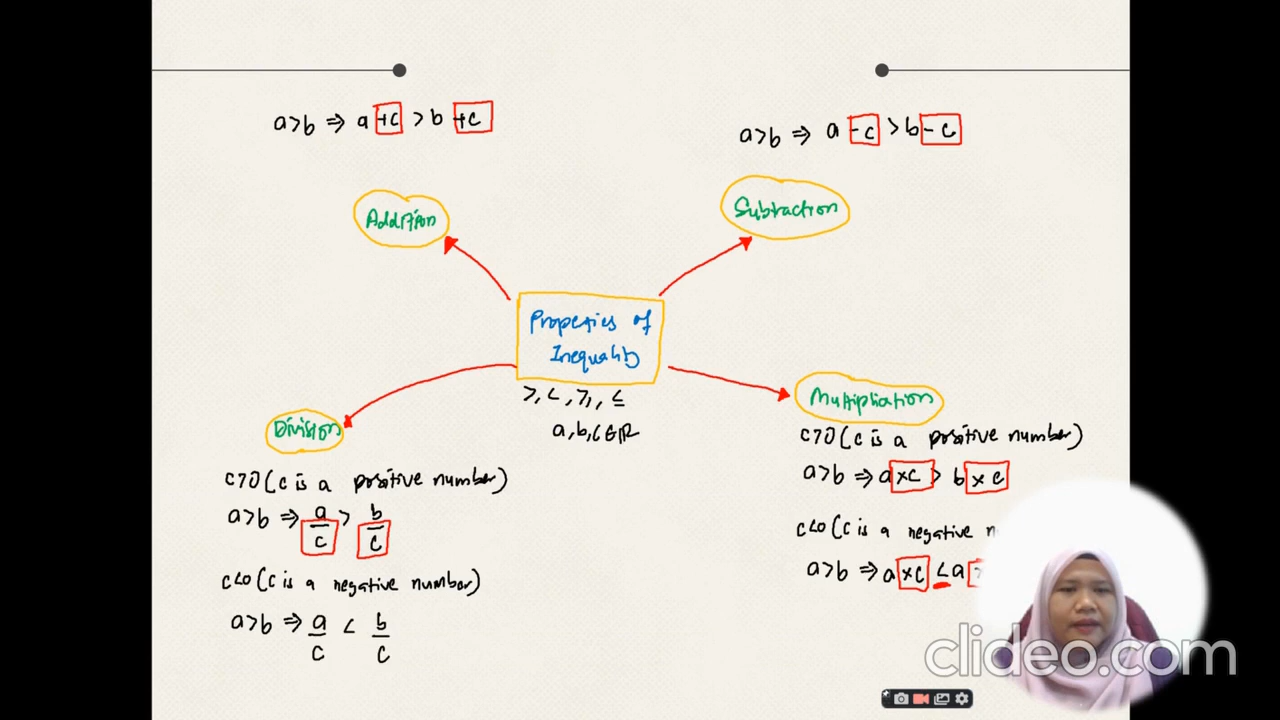 a>b ⇒ a +c > b +c
a>b ⇒ a -c > b - c
Addition
Subtraction
Properties of
Inequality
>, <, ≥, ≤
a,b,c ∈ ℝ
Division
c>0 (c is a positive number)
a>b ⇒ a/c > b/c
c<0 (c is a negative number)
a>b ⇒ a/c < b/c
Multipliation
c>0 (c is a positive number)
a>b ⇒ a×c > b × c
c<0 (c is a negative
a>b ⇒ a ×c < a
clideo.com